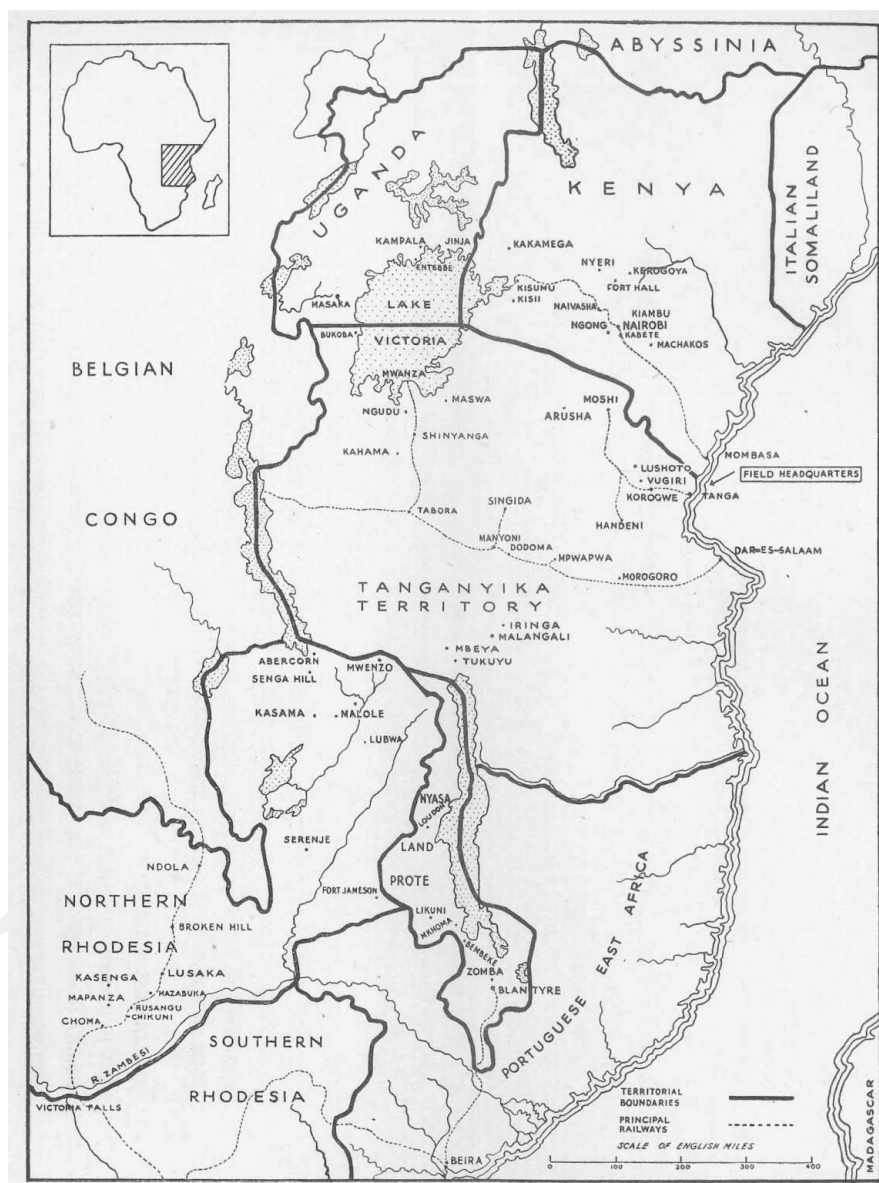 ABYSSINIA
UGANDA
KENYA
ITALIAN
SOMALILAND
KAMPALA
JINJA
ENTEBBE
KAKAMEGA
NYERI
KEROGOYA
FORT HALL
KISUMU
KISII
NAIVASHA
KIAMBU
NGONG
NAIROBI
KABETE
MACHAKOS
MASAKA
LAKE
VICTORIA
BUKOBA
MWANZA
BELGIAN
CONGO
NGUDU
MASWA
SHINYANGA
KAHAMA
MOSHI
ARUSHA
MOMBASA
FIELD HEADQUARTERS
LUSHOTO
VUGIRI
KOROGWE
TANGA
HANDENI
TABORA
SINGIDA
MANYONI
DODOMA
MPWAPWA
MOROGORO
DAR-ES-SALAAM
TANGANYIKA
TERRITORY
IRINGA
MALANGALI
MBEYA
TUKUYU
ABERCORN
MWENZO
SENGA HILL
KASAMA
MALOLE
LUBWA
INDIAN OCEAN
NYASA
LOUDON
LAND
PROTE
SERENJE
FORT JAMESON
NDOLA
NORTHERN
RHODESIA
BROKEN HILL
LIKUNI
MKHOMA
BEMBEKE
ZOMBA
BLANTYRE
PORTUGUESE EAST AFRICA
KASENGA
LUSAKA
MAPANZA
MAZABUKA
RUSANGU
CHOMA
CHIKUNI
R. ZAMBESI
VICTORIA FALLS
SOUTHERN
RHODESIA
BEIRA
TERRITORIAL
BOUNDARIES
PRINCIPAL
RAILWAYS
SCALE OF ENGLISH MILES
0 100 200 300 400
MADAGASCAR